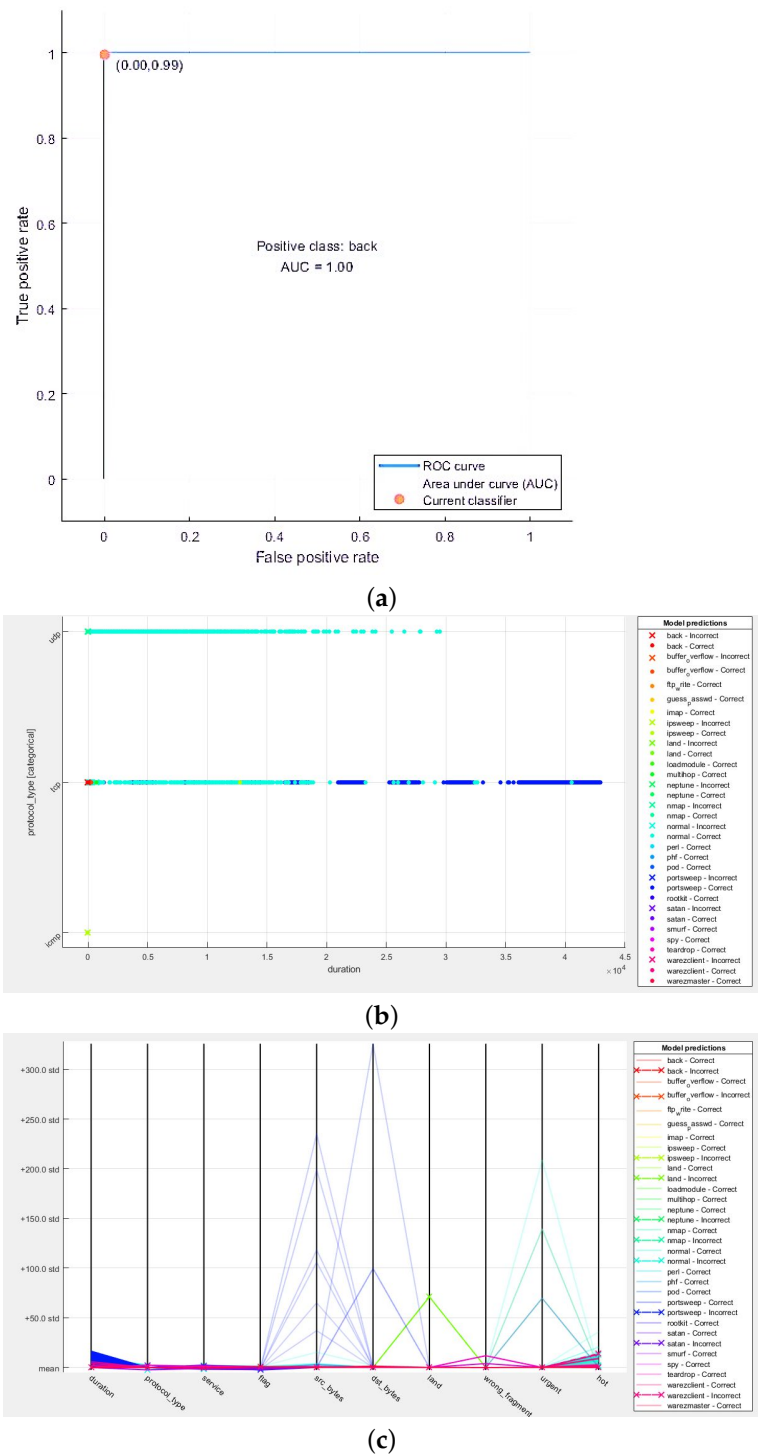 1
(0.00,0.99)
0.8
0.6
Positive class: back
AUC = 1.00
0.4
0.2
0
True positive rate
ROC curve
Area under curve (AUC)
Current classifier
0
0.2
0.4
0.6
0.8
1
False positive rate
(a)
udp
tcp
icmp
protocol_type [categorical]
0
0.5
1
1.5
2
2.5
3
3.5
4
4.5
×10⁴
duration
Model predictions
back - Incorrect
back - Correct
buffer_overflow - Incorrect
buffer_overflow - Correct
ftp_write - Correct
guess_passwd - Correct
imap - Correct
ipsweep - Incorrect
ipsweep - Correct
land - Incorrect
land - Correct
loadmodule - Correct
multihop - Correct
neptune - Incorrect
neptune - Correct
nmap - Incorrect
nmap - Correct
normal - Incorrect
normal - Correct
perl - Correct
phf - Correct
pod - Correct
portsweep - Incorrect
portsweep - Correct
rootkit - Correct
satan - Incorrect
satan - Correct
smurf - Correct
spy - Correct
teardrop - Correct
warezclient - Incorrect
warezclient - Correct
warezmaster - Correct
(b)
+300.0 std
+250.0 std
+200.0 std
+150.0 std
+100.0 std
+50.0 std
mean
duration
protocol_type
service
flag
src_bytes
dst_bytes
land
wrong_fragment
urgent
hot
Model predictions
back - Correct
back - Incorrect
buffer_overflow - Correct
buffer_overflow - Incorrect
ftp_write - Correct
guess_passwd - Correct
imap - Correct
ipsweep - Correct
ipsweep - Incorrect
land - Correct
land - Incorrect
loadmodule - Correct
multihop - Correct
neptune - Correct
neptune - Incorrect
nmap - Correct
nmap - Incorrect
normal - Correct
normal - Incorrect
perl - Correct
phf - Correct
pod - Correct
portsweep - Correct
portsweep - Incorrect
rootkit - Correct
satan - Correct
satan - Incorrect
smurf - Correct
spy - Correct
teardrop - Correct
warezclient - Correct
warezclient - Incorrect
warezmaster - Correct
(c)